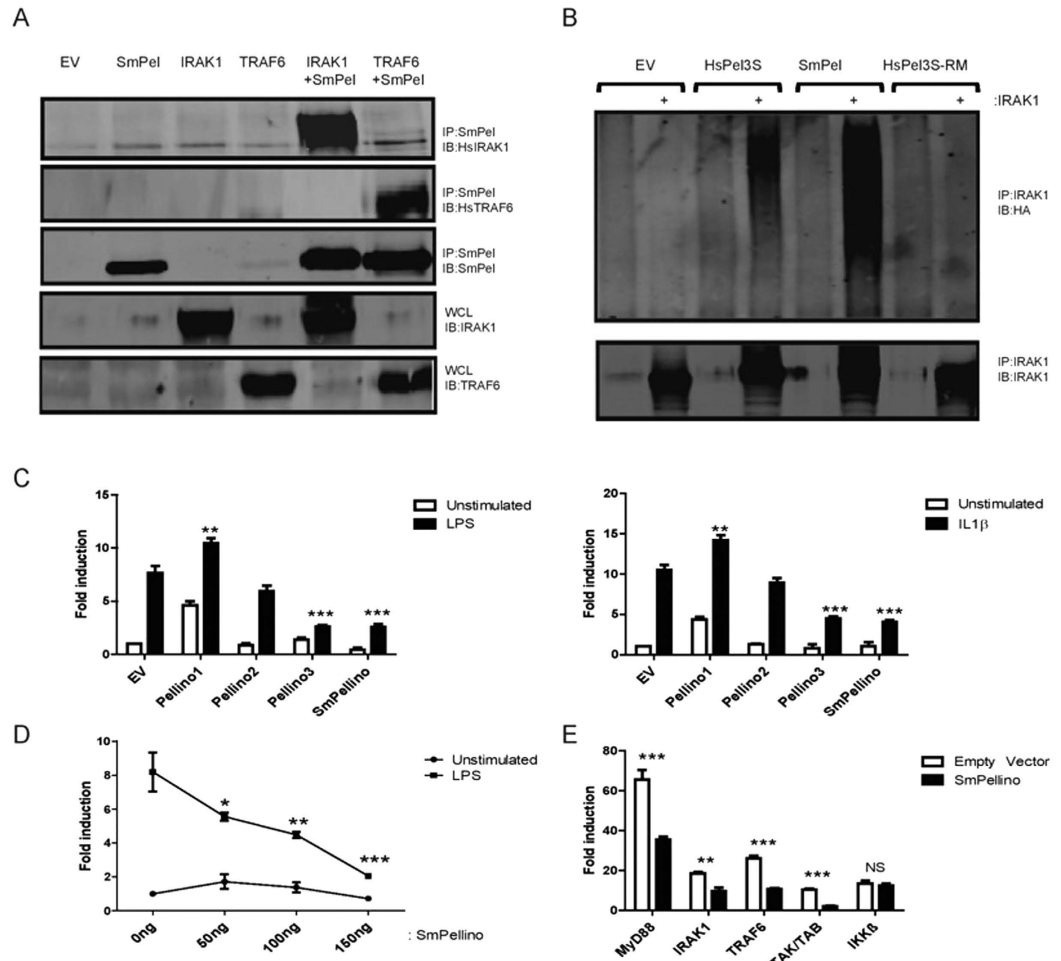 A
EV SmPel IRAK1 TRAF6 IRAK1 +SmPel TRAF6 +SmPel
IP:SmPel
IB:HsIRAK1
IP:SmPel
IB:HsTRAF6
IP:SmPel
IB:SmPel
WCL
IB:IRAK1
WCL
IB:TRAF6
B
EV HsPel3S SmPel HsPel3S-RM
+ + + + :IRAK1
IP:IRAK1
IB:HA
IP:IRAK1
IB:IRAK1
C
Fold induction
15
10
5
0
** *** ***
EV Pellino1 Pellino2 Pellino3 SmPellino
Unstimulated
LPS
Fold induction
20
15
10
5
0
** *** ***
EV Pellino1 Pellino2 Pellino3 SmPellino
Unstimulated
IL1β
D
Fold induction
10
8
6
4
2
0
* ** ***
0ng 50ng 100ng 150ng : SmPellino
Unstimulated
LPS
E
Fold induction
80
60
40
20
0
*** ** *** *** NS
MyD88 IRAK1 TRAF6 TAK/TAB IKKß
Empty Vector
SmPellino